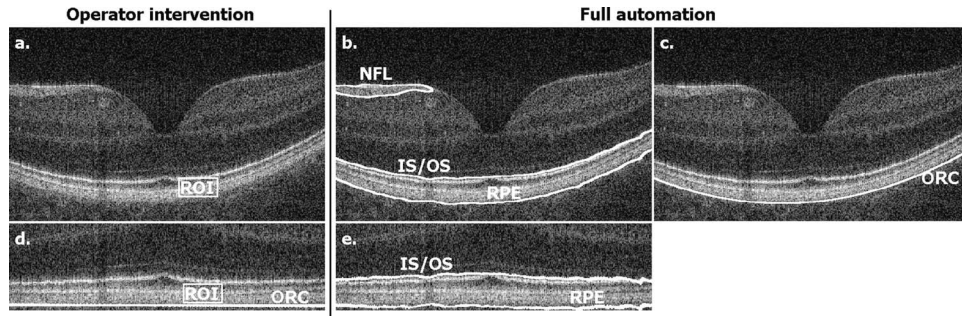 Operator intervention
Full automation
a.
ROI
b.
NFL
IS/OS
RPE
c.
ORC
d.
ROI
ORC
e.
IS/OS
RPE